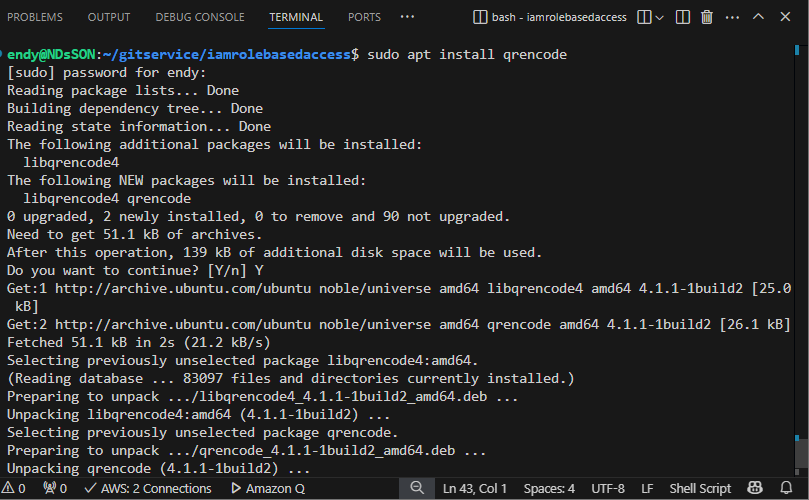 PROBLEMS OUTPUT DEBUG CONSOLE TERMINAL PORTS ··· bash - iamrolebasedaccess ···
endy@NDsSON:~/gitservice/iamrolebasedaccess$ sudo apt install qrencode
[sudo] password for endy:
Reading package lists... Done
Building dependency tree... Done
Reading state information... Done
The following additional packages will be installed:
  libqrencode4
The following NEW packages will be installed:
  libqrencode4 qrencode
0 upgraded, 2 newly installed, 0 to remove and 90 not upgraded.
Need to get 51.1 kB of archives.
After this operation, 139 kB of additional disk space will be used.
Do you want to continue? [Y/n] Y
Get:1 http://archive.ubuntu.com/ubuntu noble/universe amd64 libqrencode4 amd64 4.1.1-1build2 [25.0
 kB]
Get:2 http://archive.ubuntu.com/ubuntu noble/universe amd64 qrencode amd64 4.1.1-1build2 [26.1 kB]
Fetched 51.1 kB in 2s (21.2 kB/s)
Selecting previously unselected package libqrencode4:amd64.
(Reading database ... 83097 files and directories currently installed.)
Preparing to unpack .../libqrencode4_4.1.1-1build2_amd64.deb ...
Unpacking libqrencode4:amd64 (4.1.1-1build2) ...
Selecting previously unselected package qrencode.
Preparing to unpack .../qrencode_4.1.1-1build2_amd64.deb ...
Unpacking qrencode (4.1.1-1build2) ...
0 0 AWS: 2 Connections Amazon Q Ln 43, Col 1 Spaces: 4 UTF-8 LF Shell Script